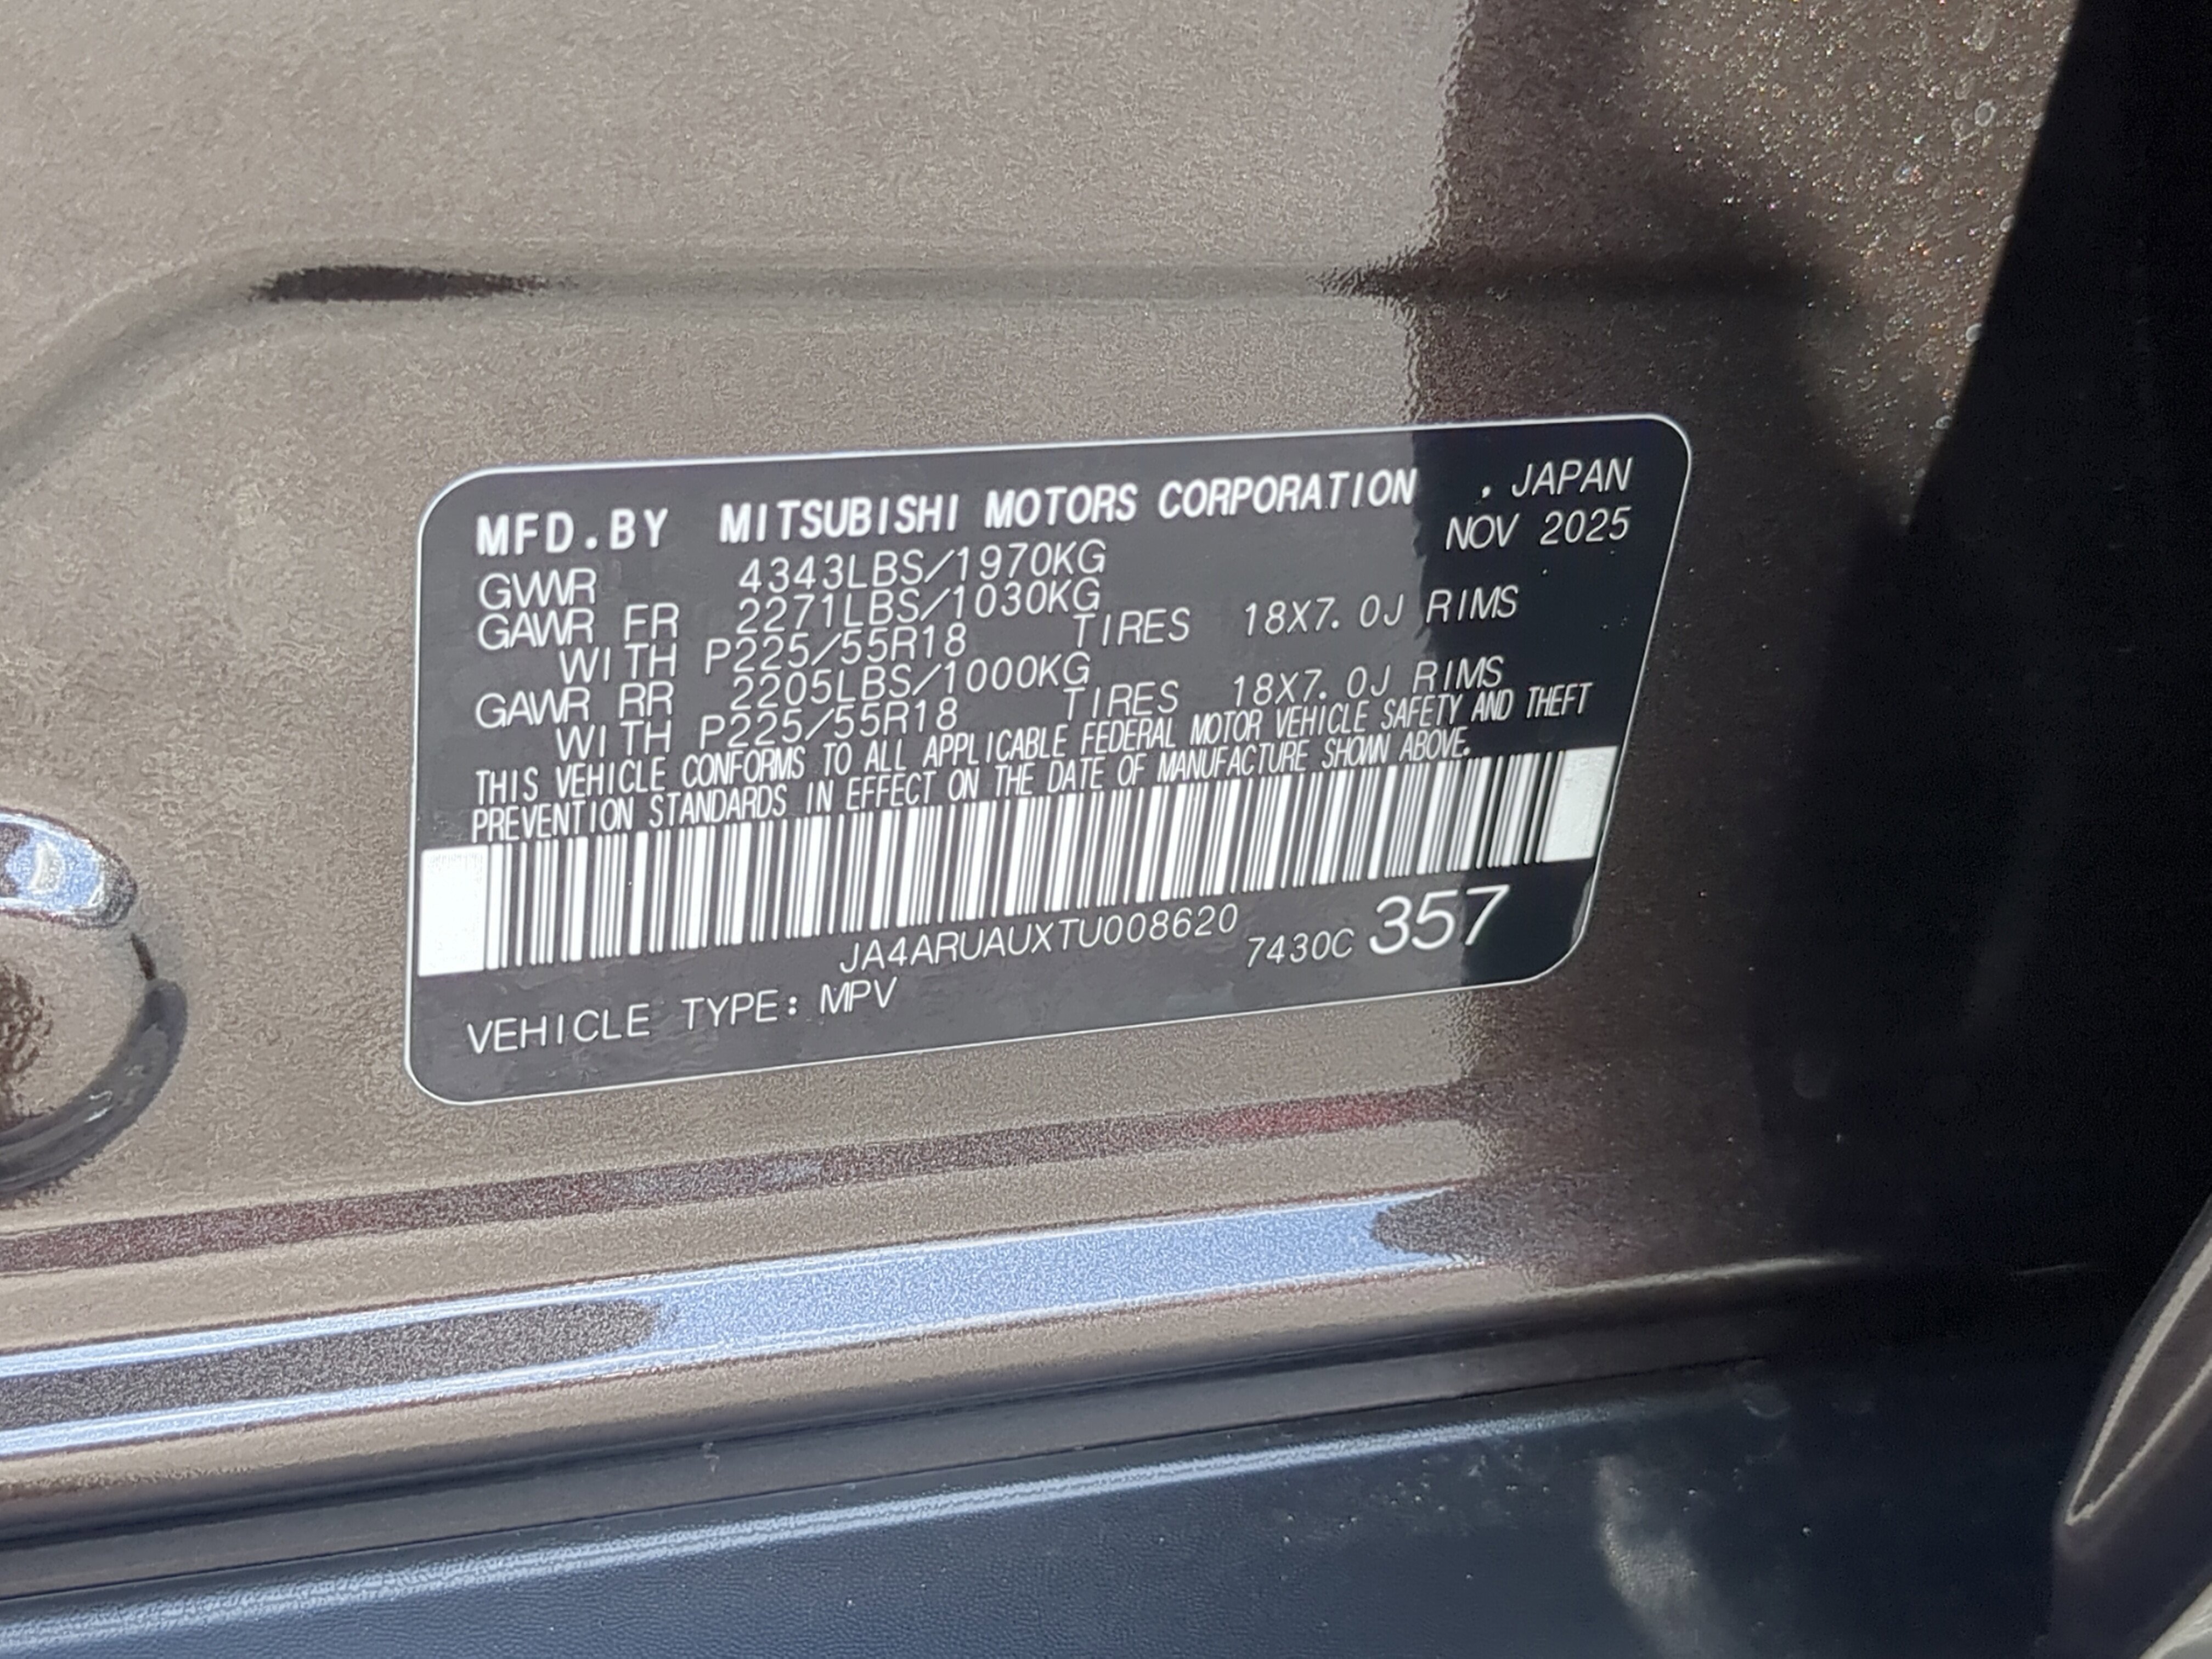 MFD.BY MITSUBISHI MOTORS CORPORATION , JAPAN
NOV 2025
GVWR 4343LBS/1970KG
GAWR FR 2271LBS/1030KG
WITH P225/55R18 TIRES 18X7.0J RIMS
GAWR RR 2205LBS/1000KG
WITH P225/55R18 TIRES 18X7.0J RIMS
THIS VEHICLE CONFORMS TO ALL APPLICABLE FEDERAL MOTOR VEHICLE SAFETY AND THEFT
PREVENTION STANDARDS IN EFFECT ON THE DATE OF MANUFACTURE SHOWN ABOVE.
JA4ARUAUXTU008620 7430C 357
VEHICLE TYPE: MPV